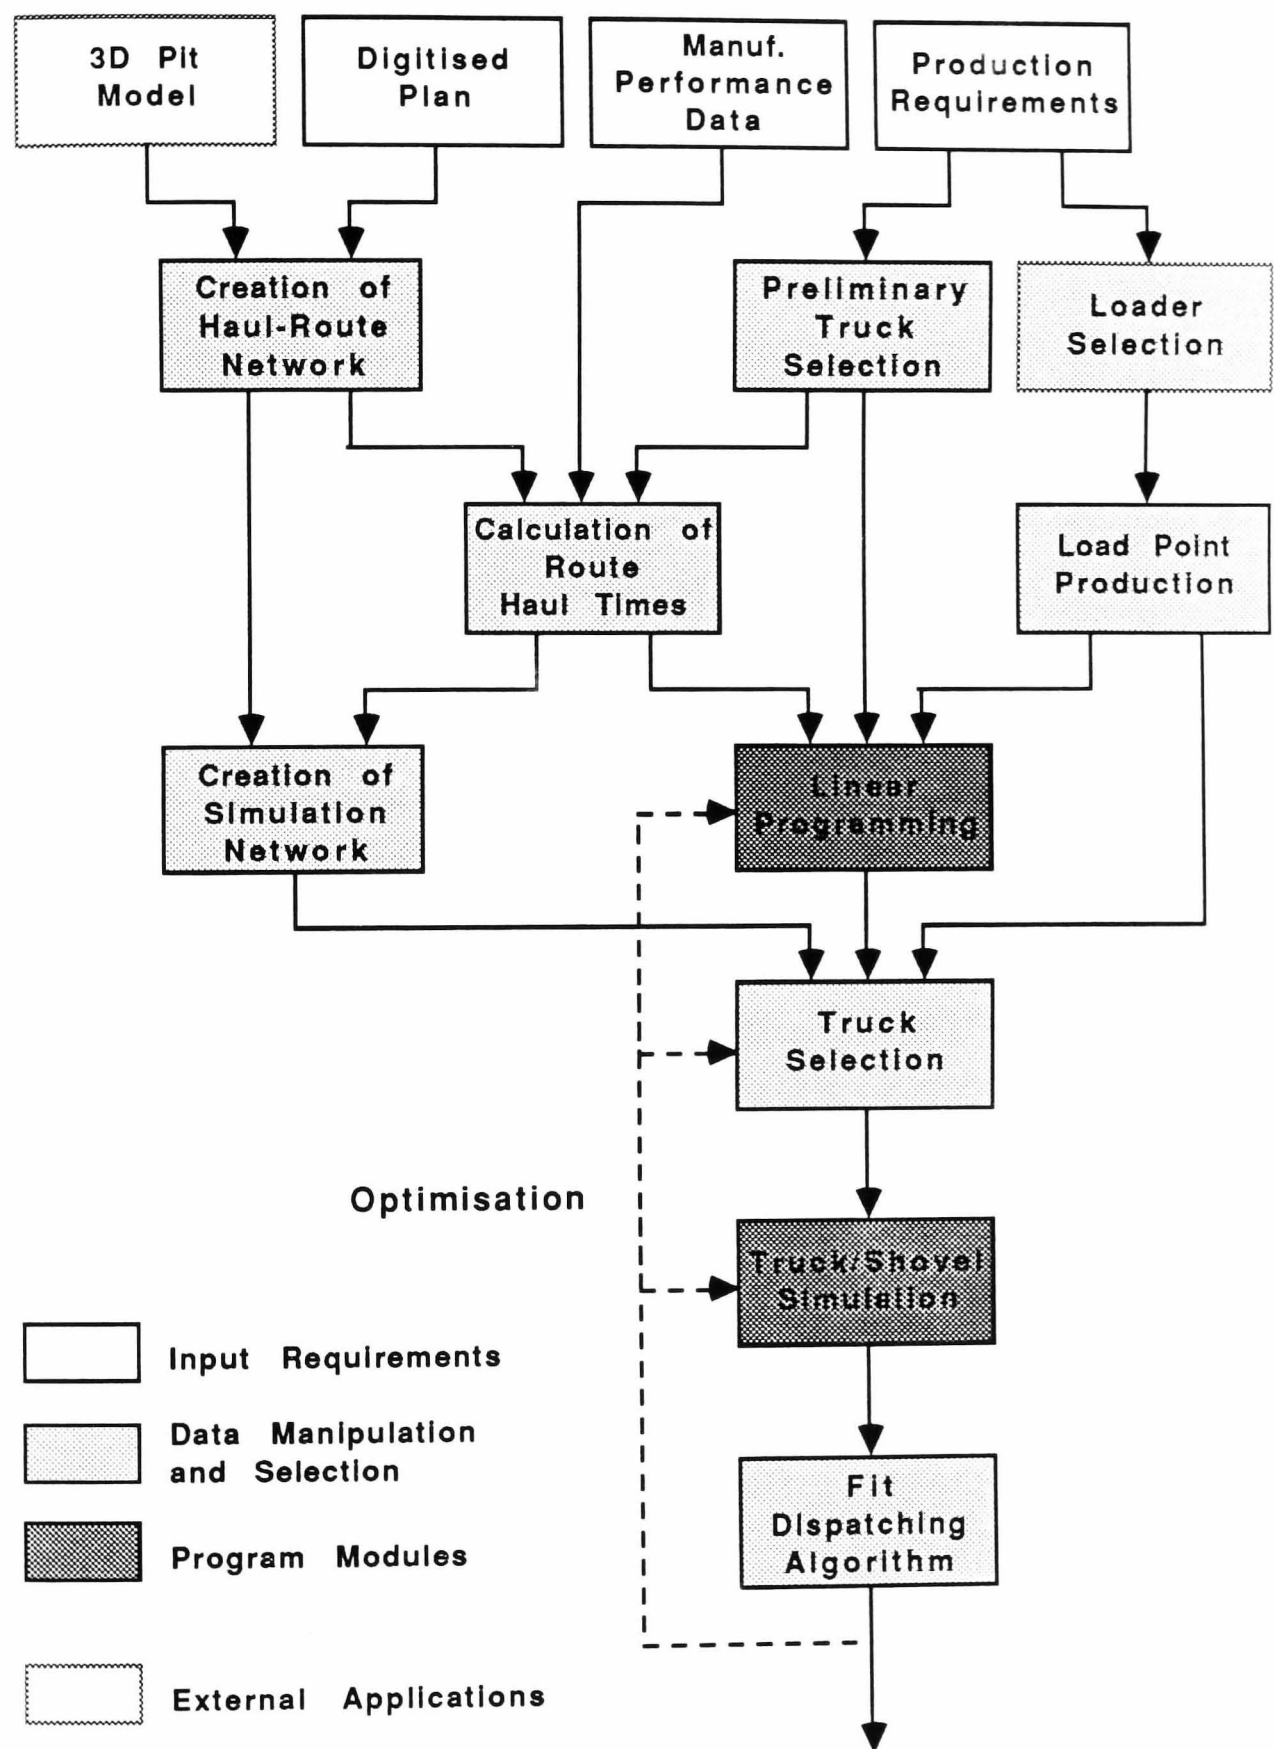 3D Pit
Model
Digitised
Plan
Manuf.
Performance
Data
Production
Requirements
Creation of
Haul-Route
Network
Preliminary
Truck
Selection
Loader
Selection
Calculation of
Route
Haul Times
Load Point
Production
Creation of
Simulation
Network
Linear
Programming
Truck
Selection
Optimisation
Truck/Shovel
Simulation
Input Requirements
Data Manipulation
and Selection
Fit
Dispatching
Algorithm
Program Modules
External Applications